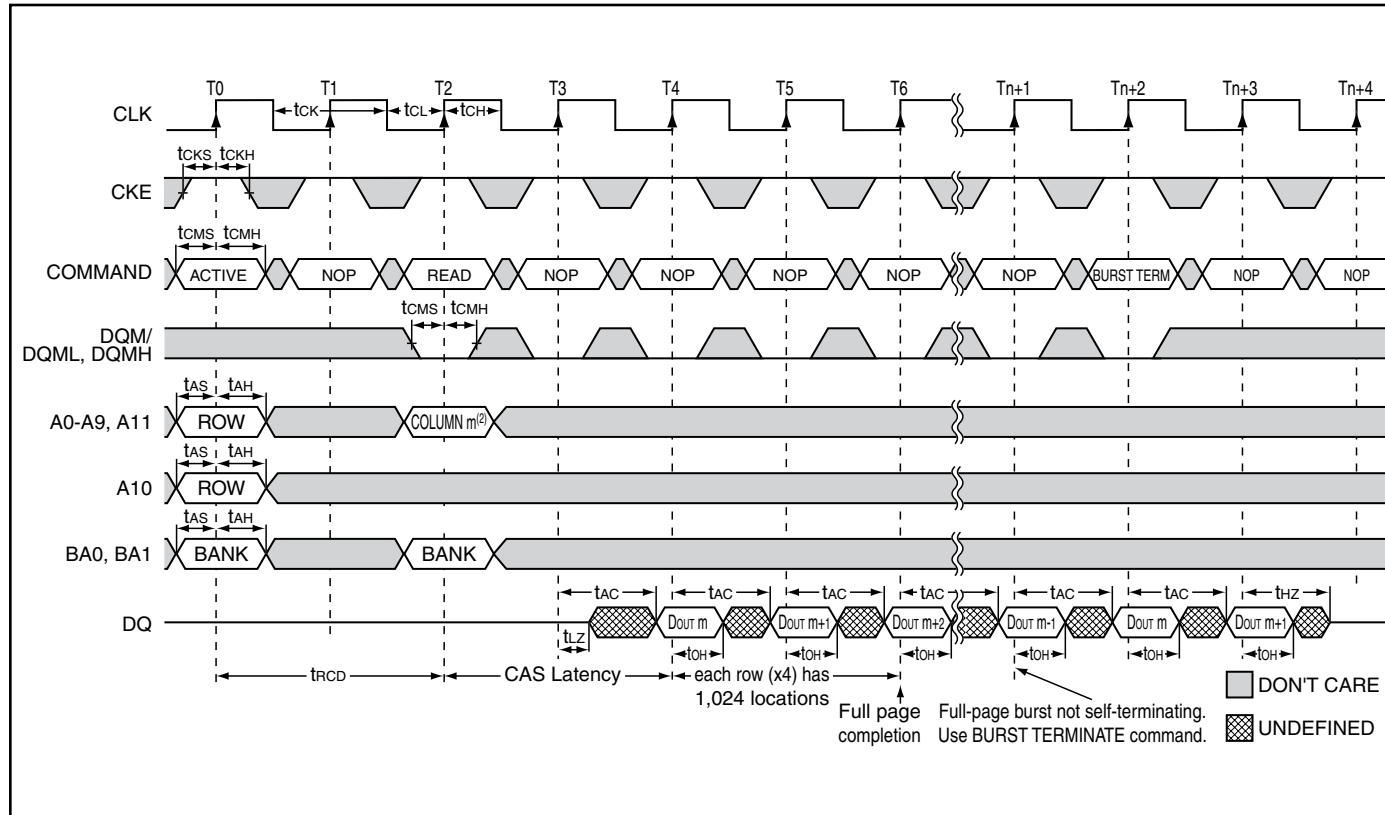 T0 T1 T2 T3 T4 T5 T6 Tn+1 Tn+2 Tn+3 Tn+4
CLK tCK tCL tCH
tCKS tCKH
CKE
tCMS tCMH
COMMAND ACTIVE NOP READ NOP NOP NOP NOP NOP BURST TERM NOP NOP
tCMS tCMH
DQM/
DQML, DQMH
tAS tAH
A0-A9, A11 ROW COLUMN m(2)
tAS tAH
A10 ROW
tAS tAH
BA0, BA1 BANK BANK
tAC tAC tAC tAC tAC tAC tHZ
DQ DOUT m DOUT m+1 DOUT m+2 DOUT m-1 DOUT m DOUT m+1
tLZ tOH tOH tOH tOH tOH tOH
tRCD CAS Latency each row (x4) has
1,024 locations
Full page
completion
Full-page burst not self-terminating.
Use BURST TERMINATE command.
DON'T CARE
UNDEFINED